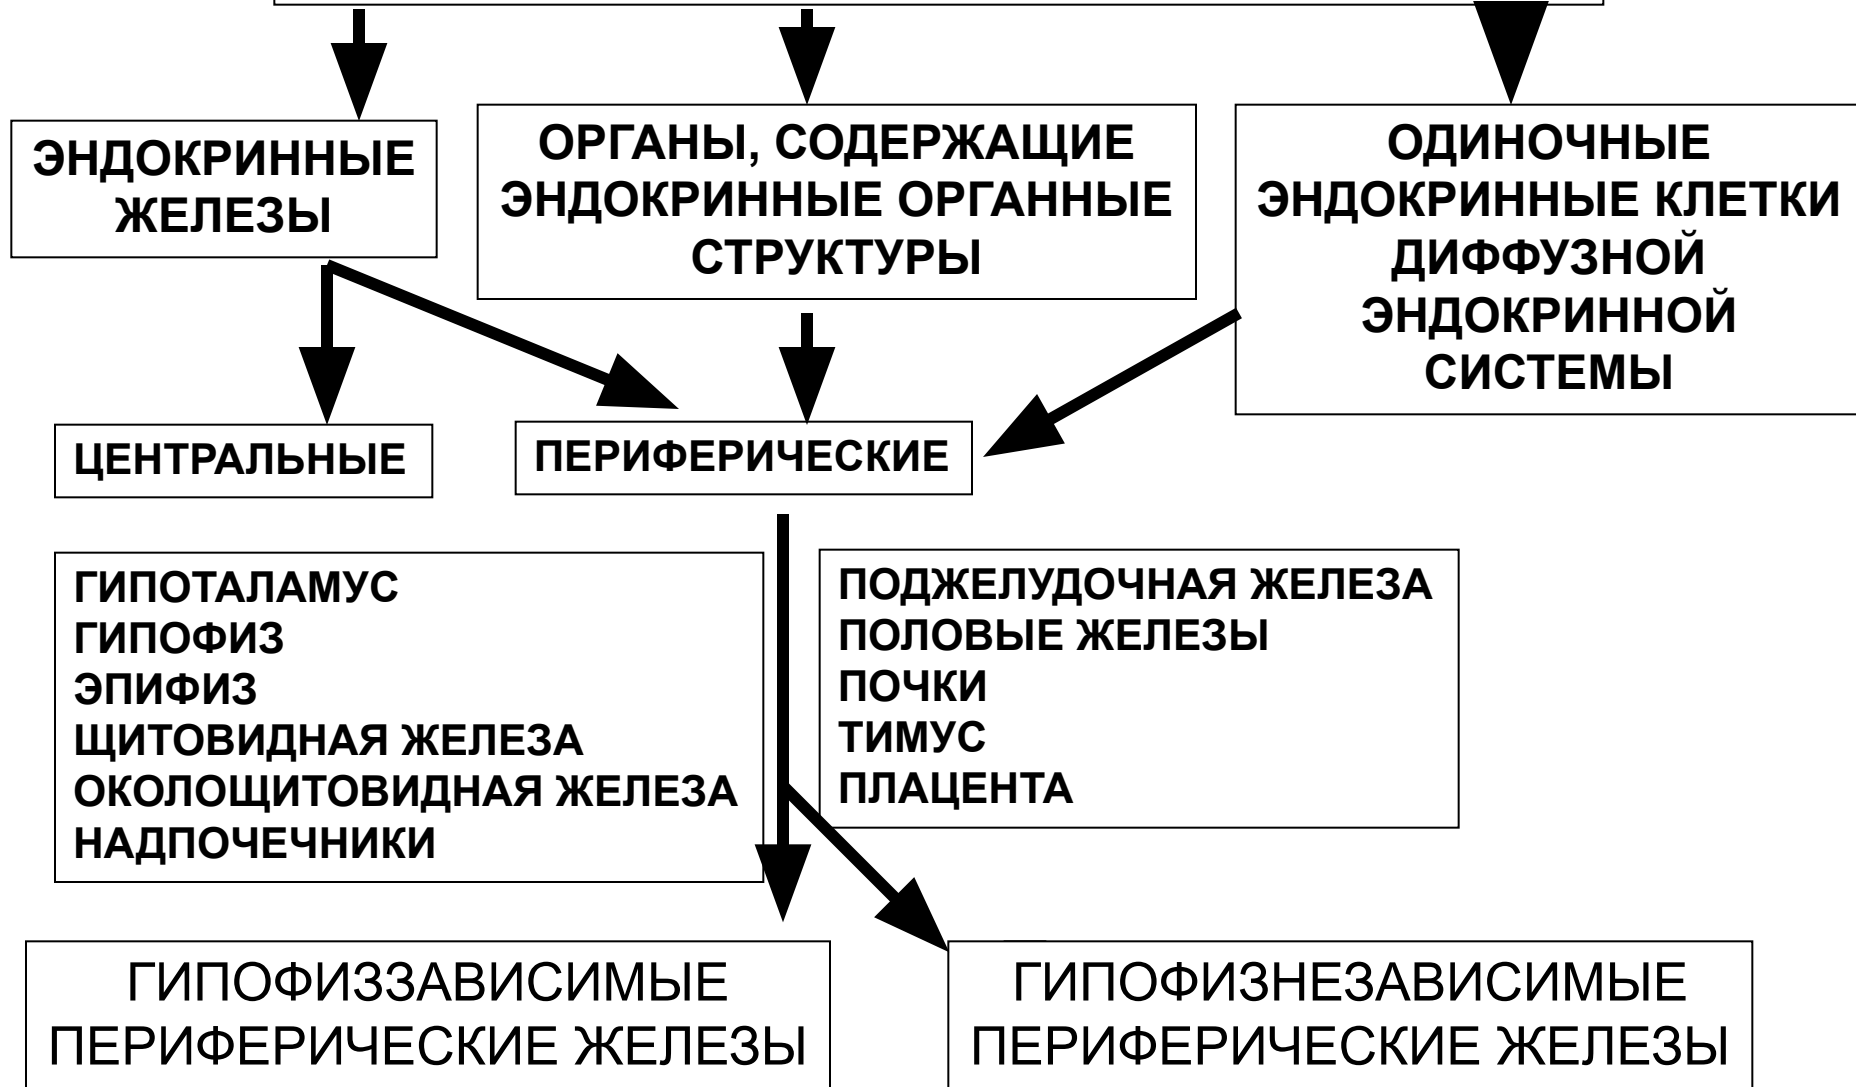 ЭНДОКРИННЫЕ
ЖЕЛЕЗЫ
ОРГАНЫ, СОДЕРЖАЩИЕ
ЭНДОКРИННЫЕ ОРГАННЫЕ
СТРУКТУРЫ
ОДИНОЧНЫЕ
ЭНДОКРИННЫЕ КЛЕТКИ
ДИФФУЗНОЙ
ЭНДОКРИННОЙ
СИСТЕМЫ
ЦЕНТРАЛЬНЫЕ
ПЕРИФЕРИЧЕСКИЕ
ГИПОТАЛАМУС
ГИПОФИЗ
ЭПИФИЗ
ЩИТОВИДНАЯ ЖЕЛЕЗА
ОКОЛОЩИТОВИДНАЯ ЖЕЛЕЗА
НАДПОЧЕЧНИКИ
ПОДЖЕЛУДОЧНАЯ ЖЕЛЕЗА
ПОЛОВЫЕ ЖЕЛЕЗЫ
ПОЧКИ
ТИМУС
ПЛАЦЕНТА
ГИПОФИЗЗАВИСИМЫЕ
ПЕРИФЕРИЧЕСКИЕ ЖЕЛЕЗЫ
ГИПОФИЗНЕЗАВИСИМЫЕ
ПЕРИФЕРИЧЕСКИЕ ЖЕЛЕЗЫ